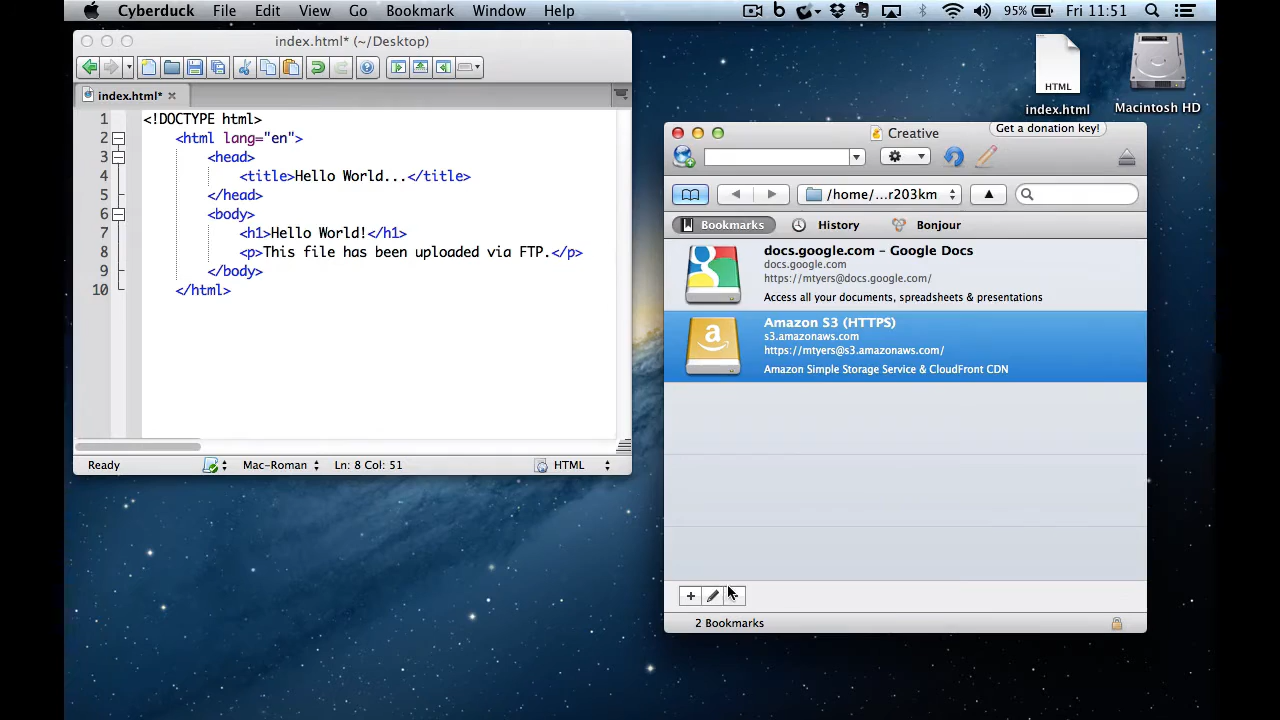 Cyberduck File Edit View Go Bookmark Window Help 95% Fri 11:51
index.html* (~/Desktop)
index.html*
1 <!DOCTYPE html>
2 <html lang="en">
3 <head>
4 <title>Hello World...</title>
5 </head>
6 <body>
7 <h1>Hello World!</h1>
8 <p>This file has been uploaded via FTP.</p>
9 </body>
10 </html>
Ready Mac-Roman Ln: 8 Col: 51 HTML
HTML
index.html
Macintosh HD
Creative
Get a donation key!
/home/...r203km
Bookmarks History Bonjour
docs.google.com – Google Docs
docs.google.com
https://mtyers@docs.google.com/
Access all your documents, spreadsheets & presentations
a
Amazon S3 (HTTPS)
s3.amazonaws.com
https://mtyers@s3.amazonaws.com/
Amazon Simple Storage Service & CloudFront CDN
2 Bookmarks